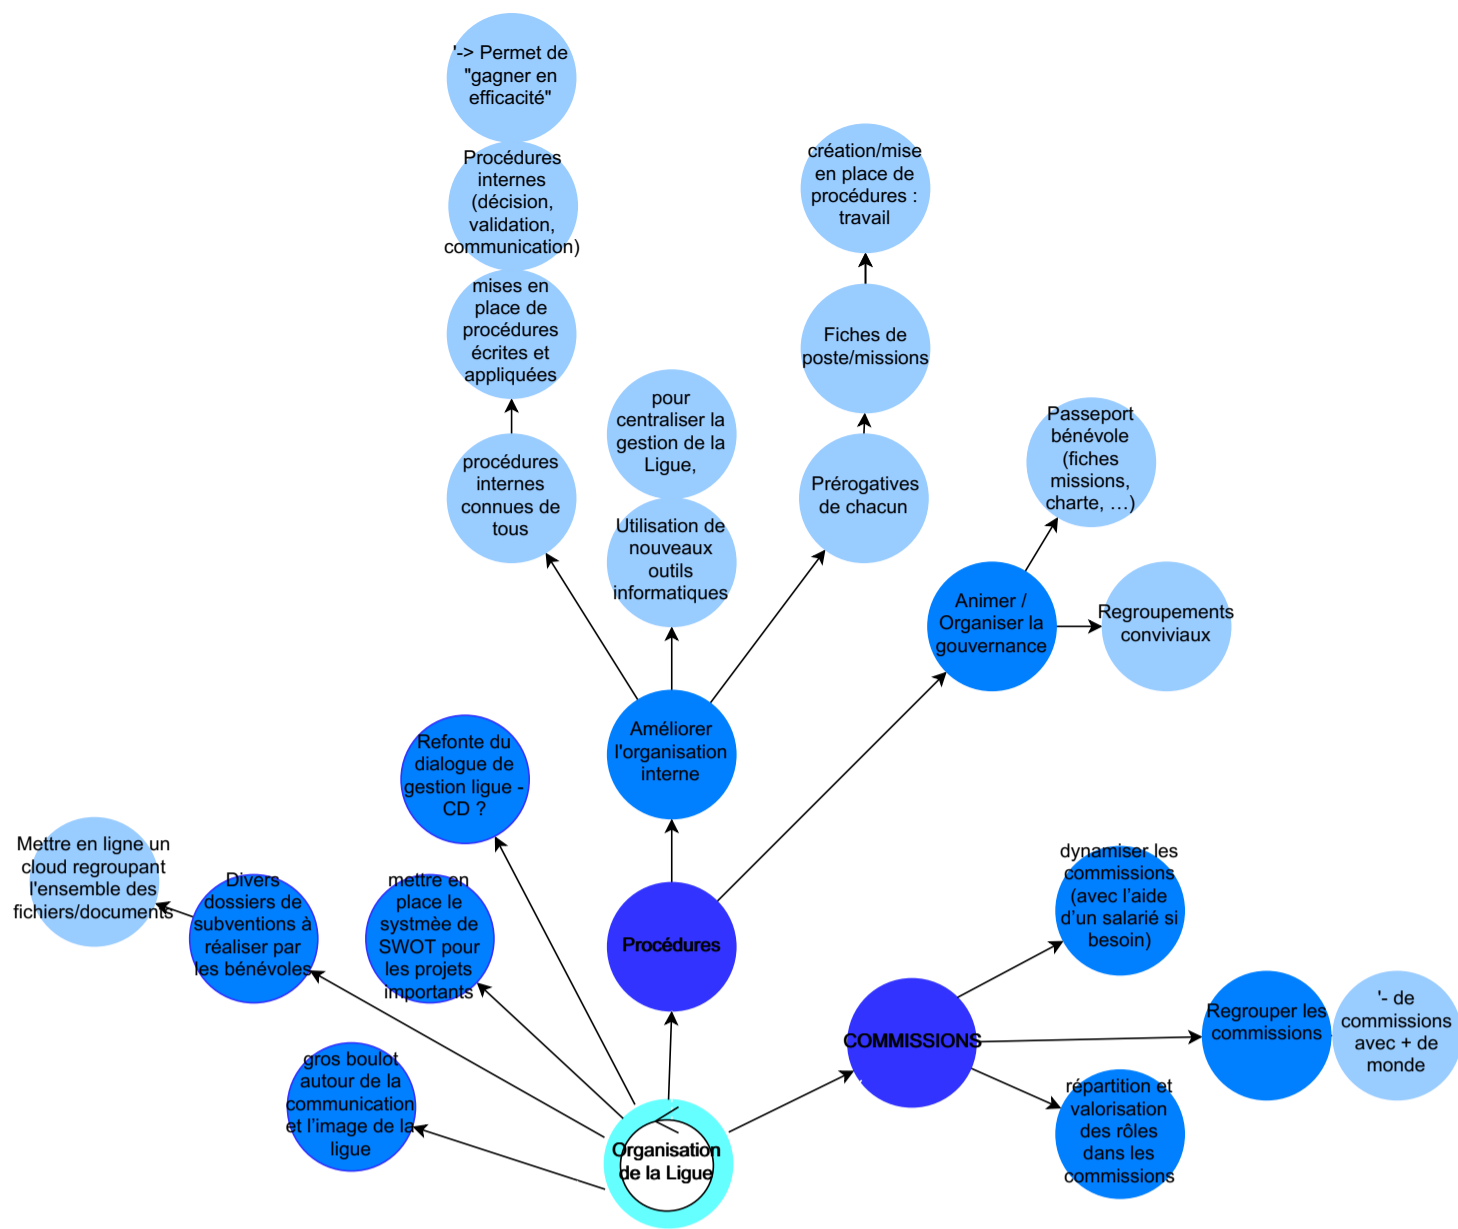 '-> Permet de
"gagner en
efficacité"
Procédures
internes
(décision,
validation,
communication)
mises en
place de
procédures
écrites et
appliquées
procédures
internes
connues de
tous
pour
centraliser la
gestion de la
Ligue,
Utilisation de
nouveaux
outils
informatiques
création/mise
en place de
procédures :
travail
Fiches de
poste/missions
Prérogatives
de chacun
Passeport
bénévole
(fiches
missions,
charte, …)
Animer /
Organiser la
gouvernance
Regroupements
conviviaux
Améliorer
l'organisation
interne
Refonte du
dialogue de
gestion ligue -
CD ?
Mettre en ligne un
cloud regroupant
l'ensemble des
fichiers/documents
Divers
dossiers de
subventions à
réaliser par
les bénévoles
mettre en
place le
systmèe de
SWOT pour
les projets
importants
Procédures
dynamiser les
commissions
(avec l’aide
d’un salarié si
besoin)
COMMISSIONS
Regrouper les
commissions
'- de
commissions
avec + de
monde
répartition et
valorisation
des rôles
dans les
commissions
gros boulot
autour de la
communication
et l’image de la
ligue
Organisation
de la Ligue